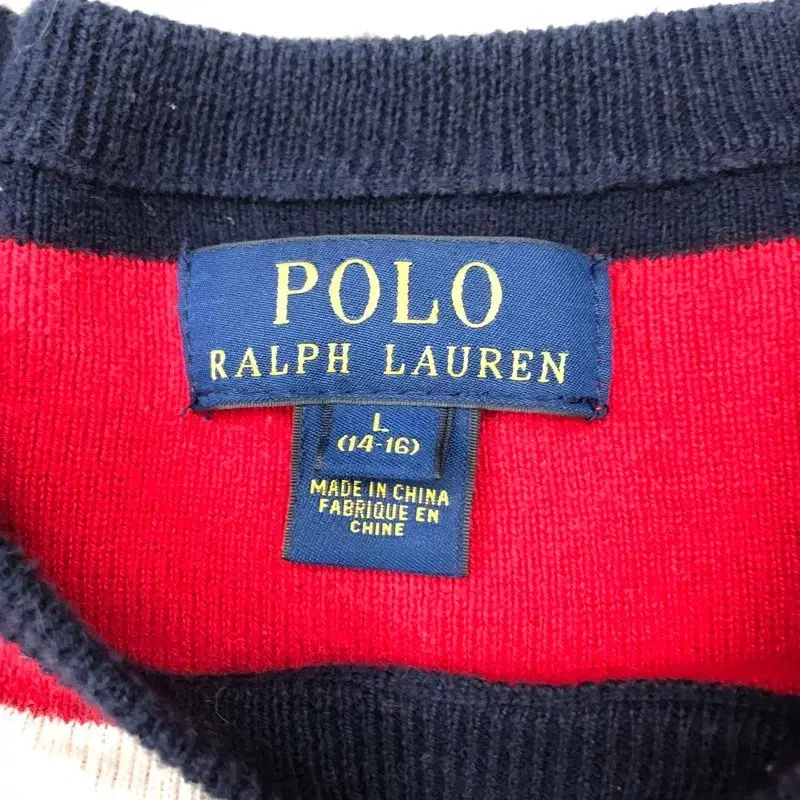 POLO
RALPH LAUREN
L
(14-16)
MADE IN CHINA
FABRIQUE EN
CHINE